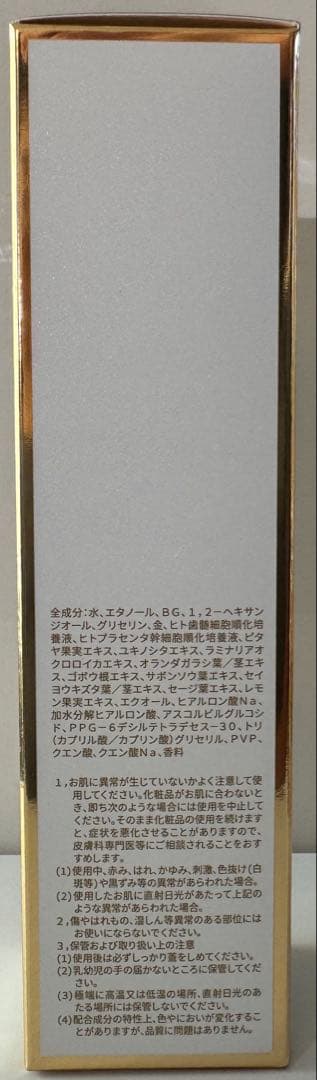 全成分：水、エタノール、ＢＧ、１，２－ヘキサン
ジオール、グリセリン、金、ヒト歯髄細胞順化培
養液、ヒトプラセンタ幹細胞順化培養液、ピタ
ヤ果実エキス、ユキノシタエキス、ラミナリアオ
クロロイカエキス、オランダガラシ葉／茎エキ
ス、ゴボウ根エキス、サボンソウ葉エキス、セイ
ヨウキズタ葉／茎エキス、セージ葉エキス、レモ
ン果実エキス、エクオール、ヒアルロン酸Ｎａ、
加水分解ヒアルロン酸、アスコルビルグルコシ
ド、ＰＰＧ－６デシルテトラデセス－３０、トリ
（カプリル酸／カプリン酸）グリセリル、ＰＶＰ、
クエン酸、クエン酸Ｎａ、香料
１，お肌に異常が生じていないかよく注意して使
用してください。化粧品がお肌に合わないと
き、即ち次のような場合には使用を中止して
ください。そのまま化粧品の使用を続けます
と、症状を悪化させることがありますので、
皮膚科専門医等にご相談されることをおす
すめします。
(1)使用中、赤み、はれ、かゆみ、刺激、色抜け(白
斑等)や黒ずみ等の異常があらわれた場合。
(2)使用したお肌に直射日光があたって上記の
ような異常があらわれた場合。
２，傷やはれもの、湿しん等異常のある部位には
お使いにならないでください。
３，保管および取り扱い上の注意
(1)使用後は必ずしっかり蓋をしめてください。
(2)乳幼児の手の届かないところに保管してくだ
さい。
(3)極端に高温又は低温の場所、直射日光のあ
たる場所には保管しないでください。
(4)配合成分の特性上、色やにおいが変化するこ
とがありますが、品質に問題はありません。